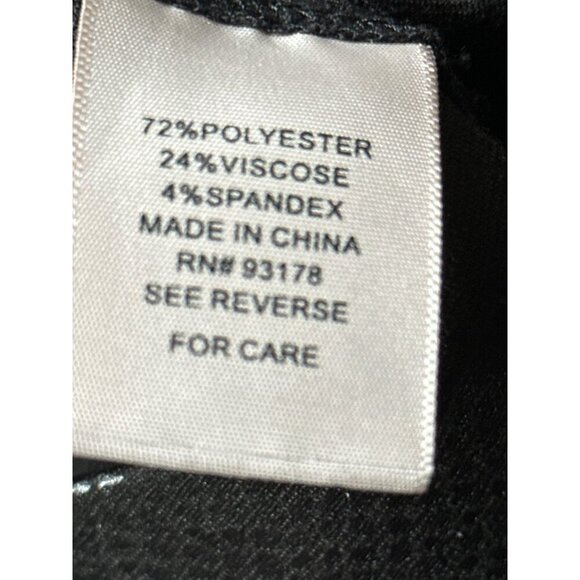 72%POLYESTER
24%VISCOSE
4%SPANDEX
MADE IN CHINA
RN# 93178
SEE REVERSE
FOR CARE